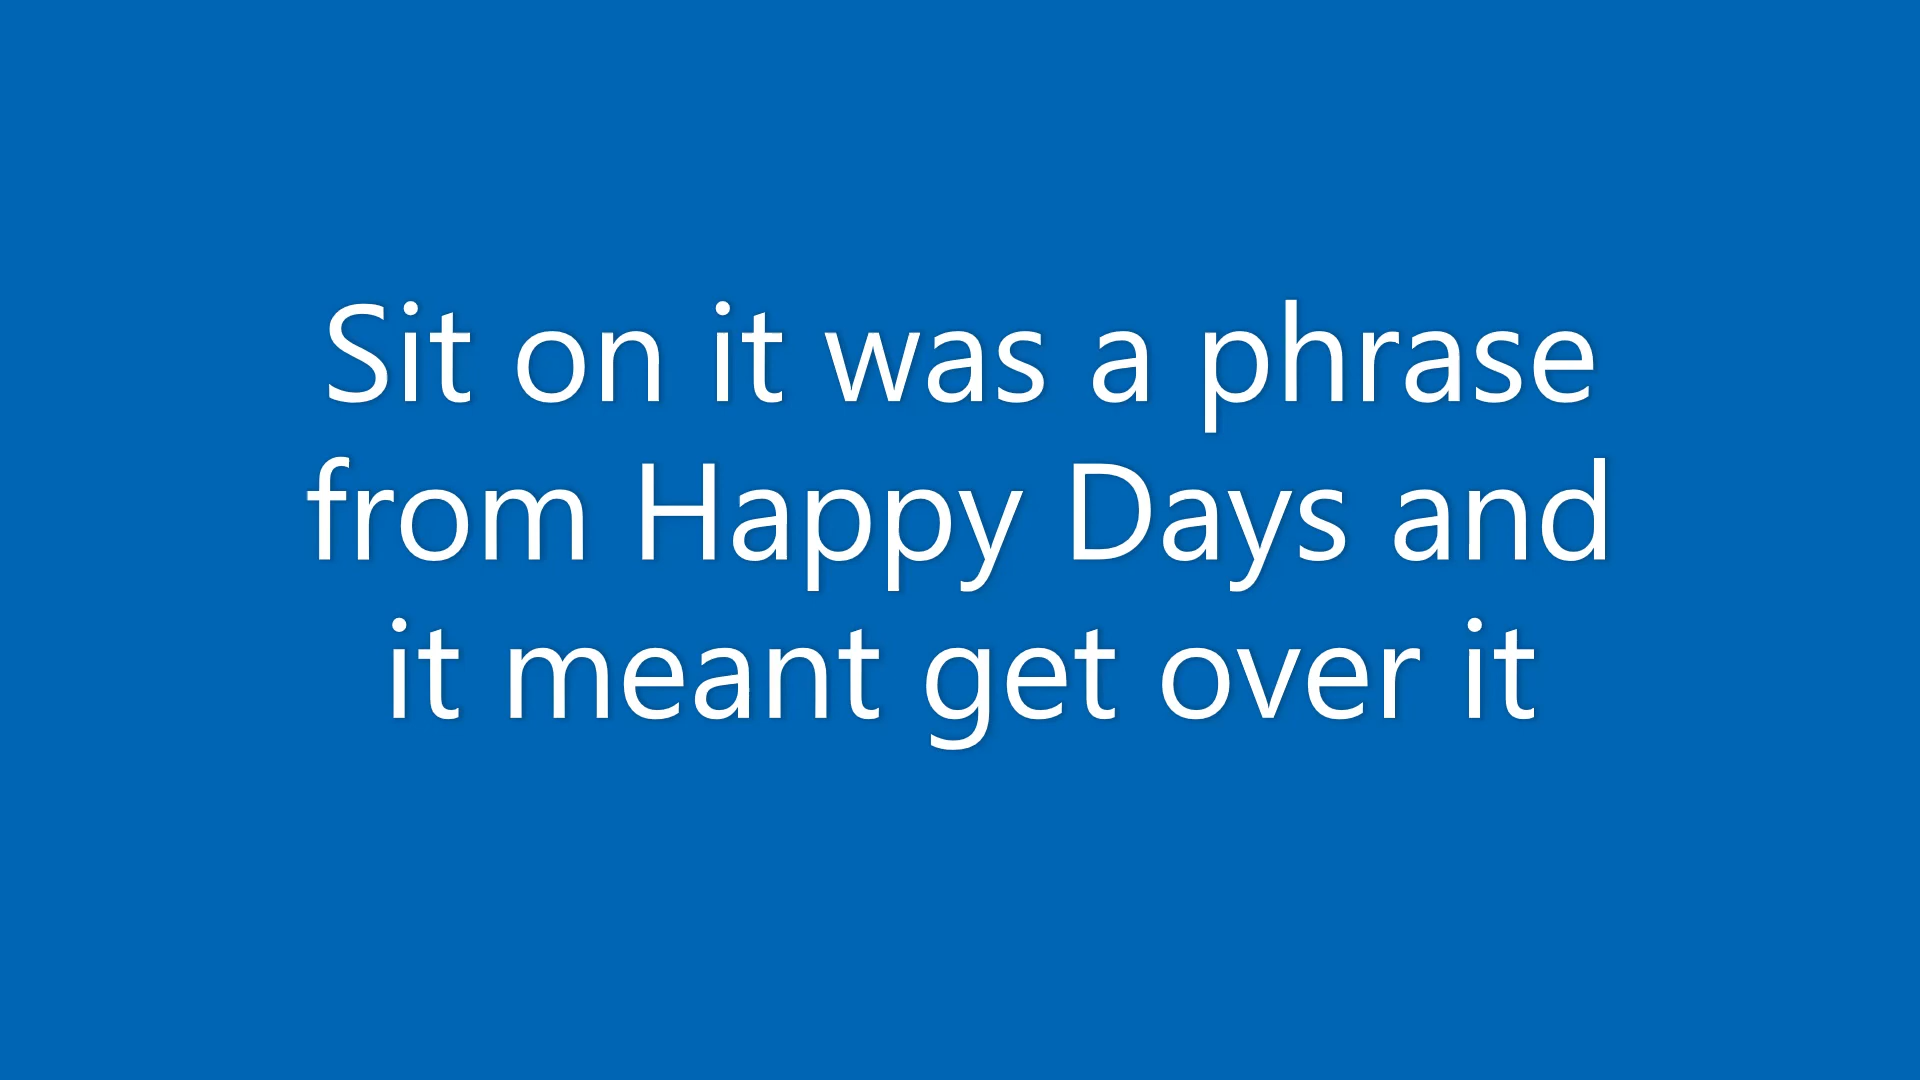 Sit on it was a phrase
from Happy Days and
it meant get over it